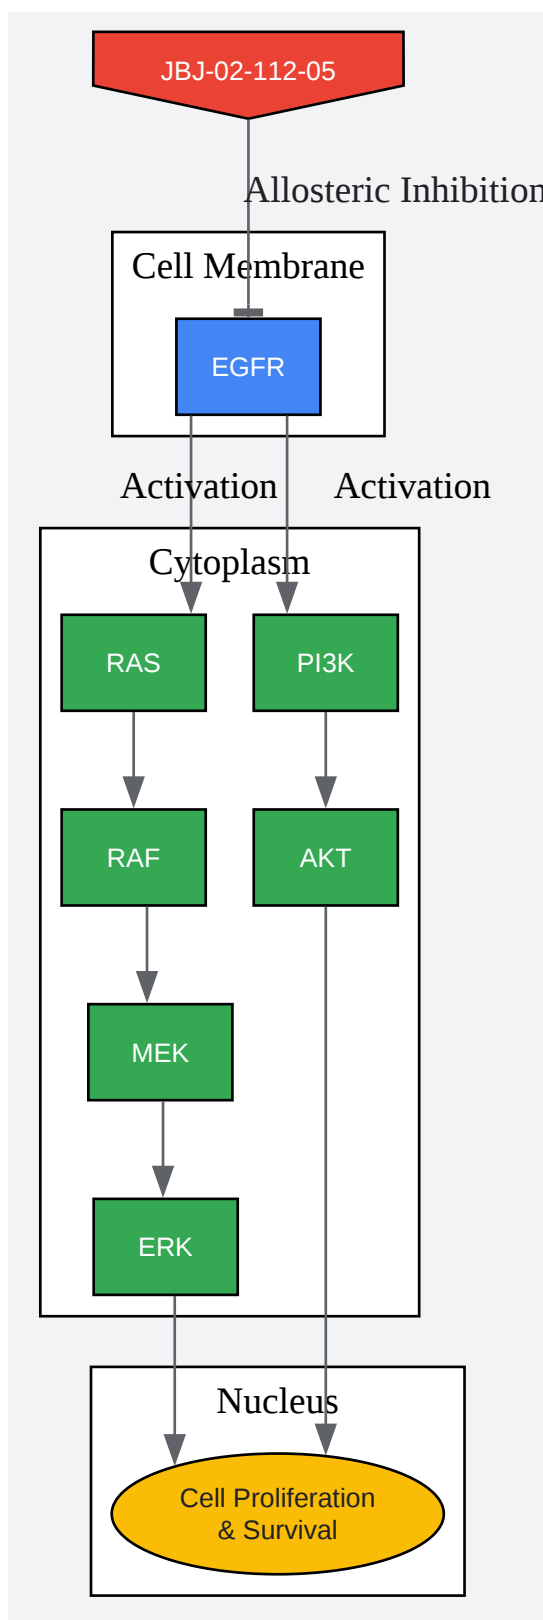 JBJ-02-112-05
Allosteric Inhibition
Cell Membrane
EGFR
Activation
Activation
Cytoplasm
RAS
PI3K
RAF
AKT
MEK
ERK
Nucleus
Cell Proliferation
& Survival